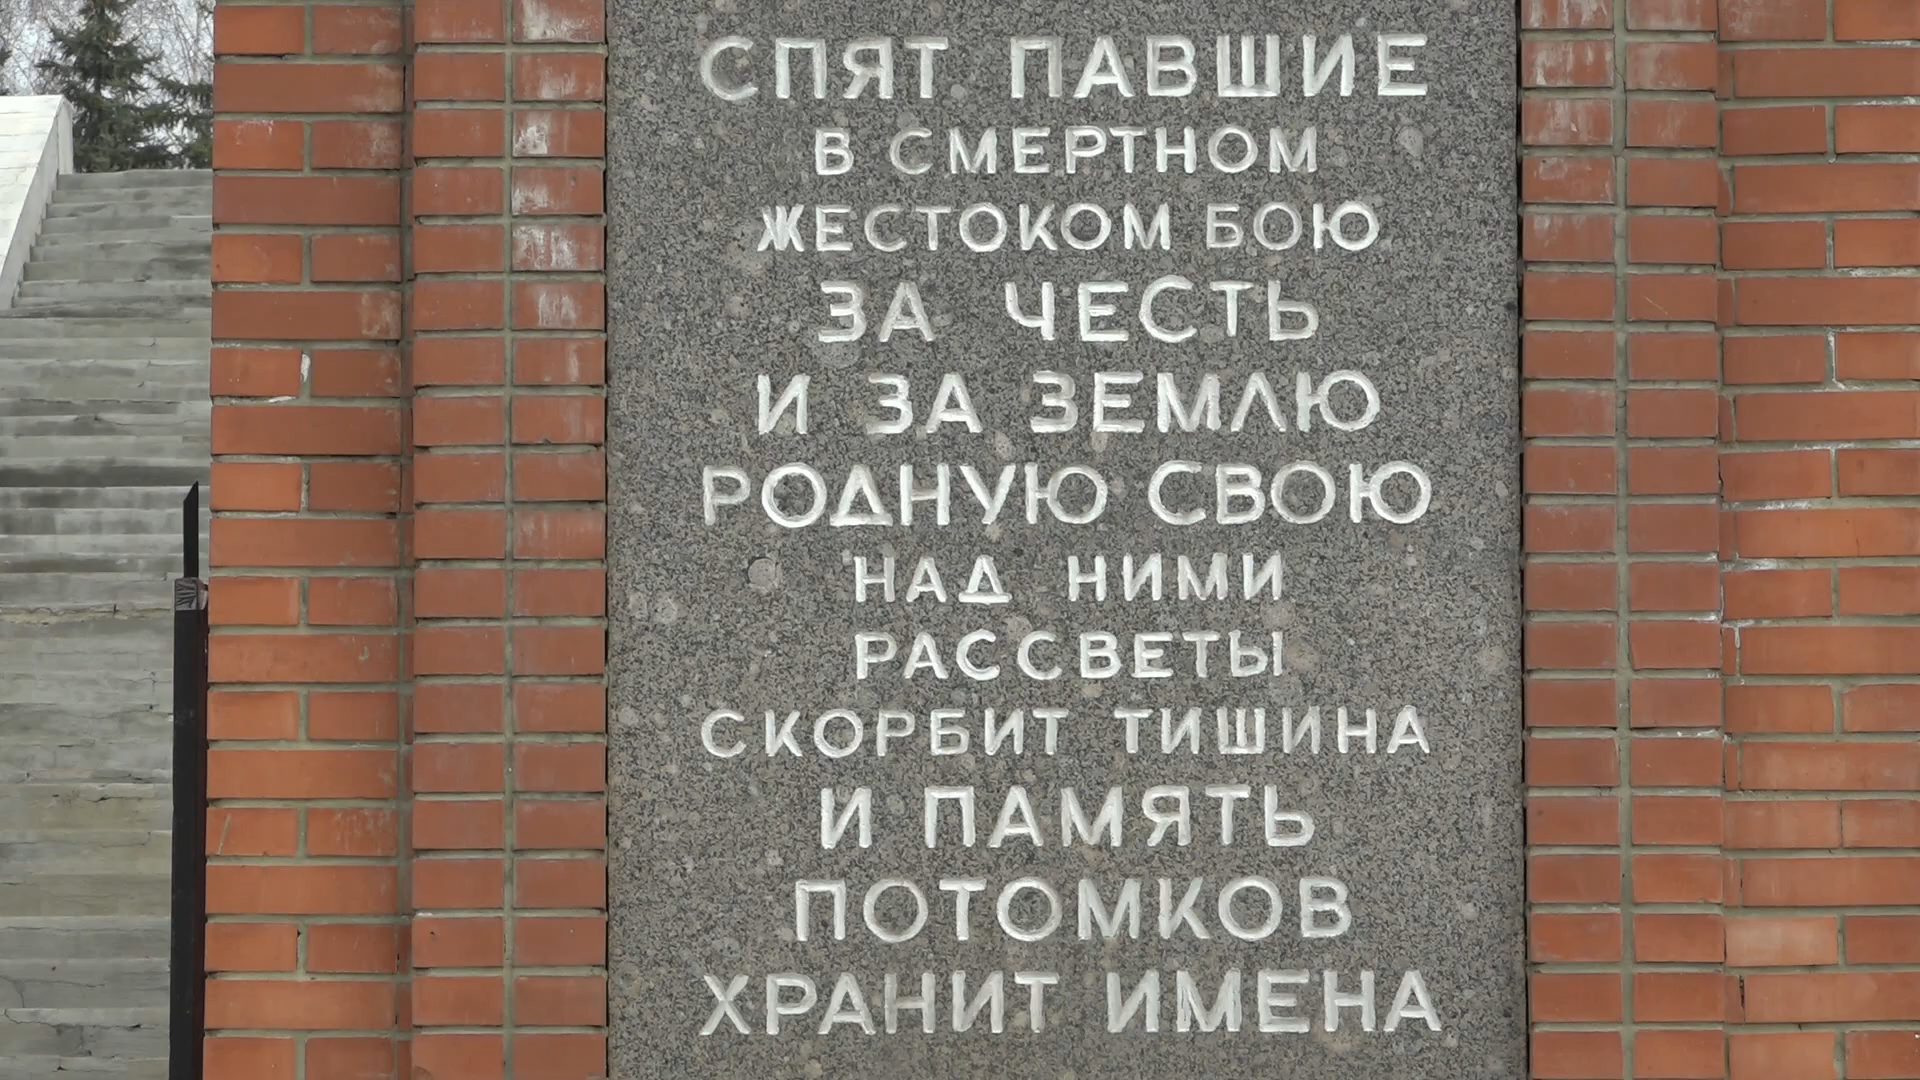 СПЯТ ПАВШИЕ
В СМЕРТНОМ
ЖЕСТОКОМ БОЮ
ЗА ЧЕСТЬ
И ЗА ЗЕМЛЮ
РОДНУЮ СВОЮ
НАД НИМИ
РАССВЕТЫ
СКОРБИТ ТИШИНА
И ПАМЯТЬ
ПОТОМКОВ
ХРАНИТ ИМЕНА